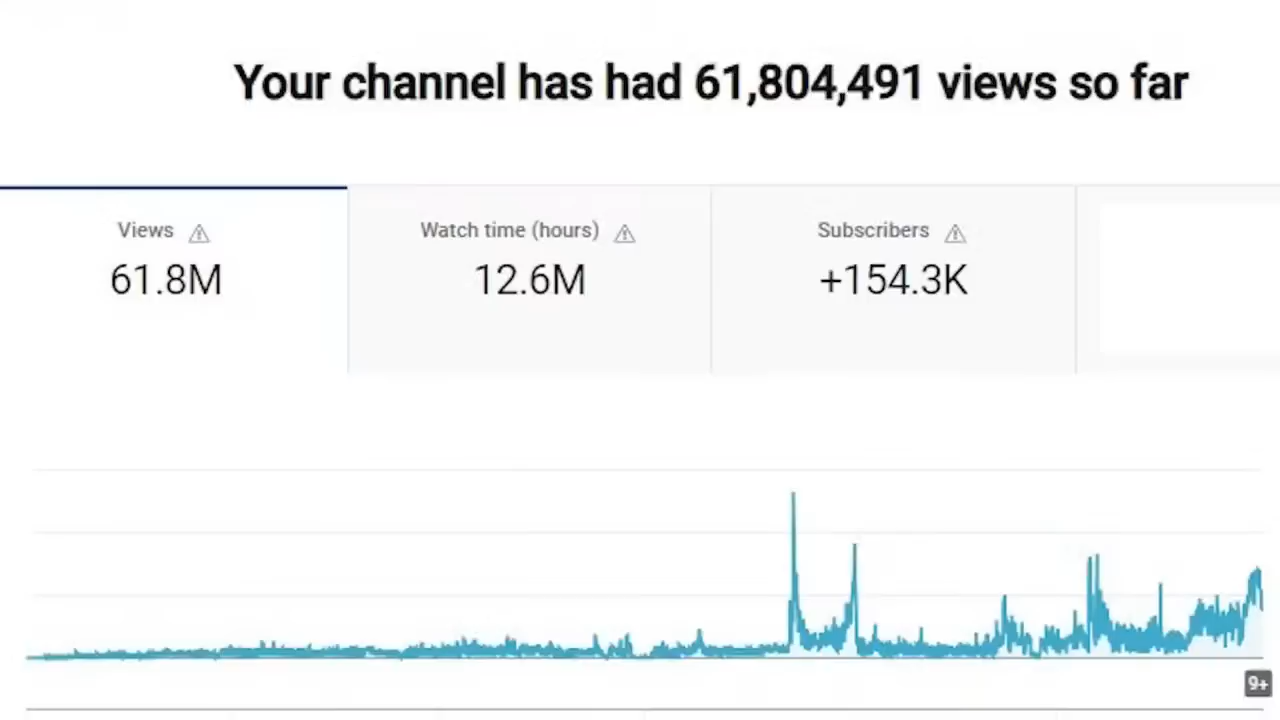 Your channel has had 61,804,491 views so far
Views
61.8M
Watch time (hours)
12.6M
Subscribers
+154.3K
9+